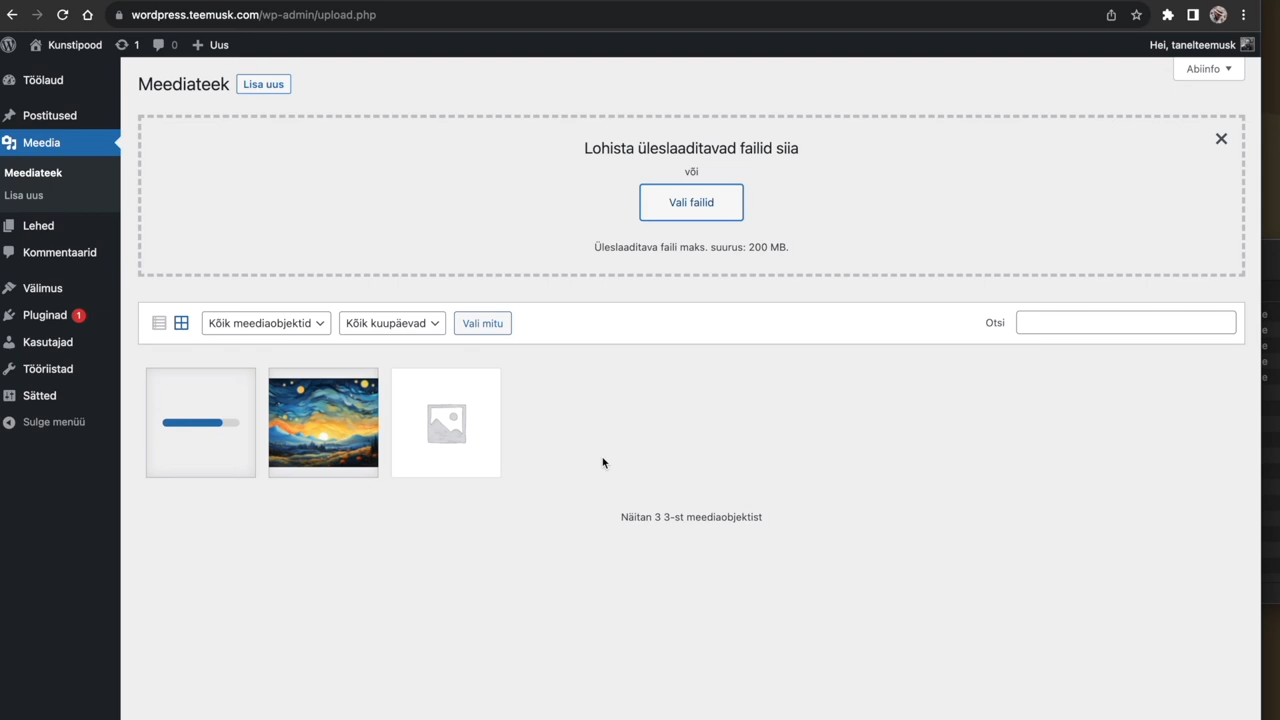 wordpress.teemusk.com/wp-admin/upload.php
Kunstipood 1 0 Uus Hei, tanelteemusk
Töölaud
Postitused
Meedia
Meediateek
Lisa uus
Lehed
Kommentaarid
Välimus
Pluginad 1
Kasutajad
Tööriistad
Sätted
Sulge menüü
Abiinfo
Meediateek Lisa uus
Lohista üleslaaditavad failid siia
või
Vali failid
Üleslaaditava faili maks. suurus: 200 MB.
Kõik meediaobjektid Kõik kuupäevad Vali mitu Otsi
Näitan 3 3-st meediaobjektist